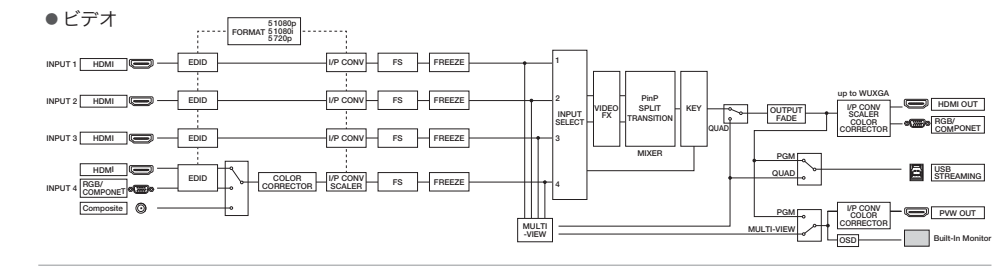 ●ビデオ
FORMAT
51080p
51080i
5720p
INPUT 1 HDMI EDID I/P CONV FS FREEZE 1
INPUT 2 HDMI EDID I/P CONV FS FREEZE 2
INPUT 3 HDMI EDID I/P CONV FS FREEZE 3
INPUT 4
HDMI
RGB/
COMPONET
Composite
EDID
COLOR
CORRECTOR
I/P CONV
SCALER
FS
FREEZE
4
MULTI
-VIEW
INPUT
SELECT
VIDEO
FX
PinP
SPLIT
TRANSITION
KEY
MIXER
QUAD
OUTPUT
FADE
up to WUXGA
I/P CONV
SCALER
COLOR
CORRECTOR
HDMI OUT
RGB/
COMPONET
PGM
QUAD
USB
STREAMING
PGM
MULTI-VIEW
I/P CONV
COLOR
CORRECTOR
PVW OUT
OSD
Built-In Monitor